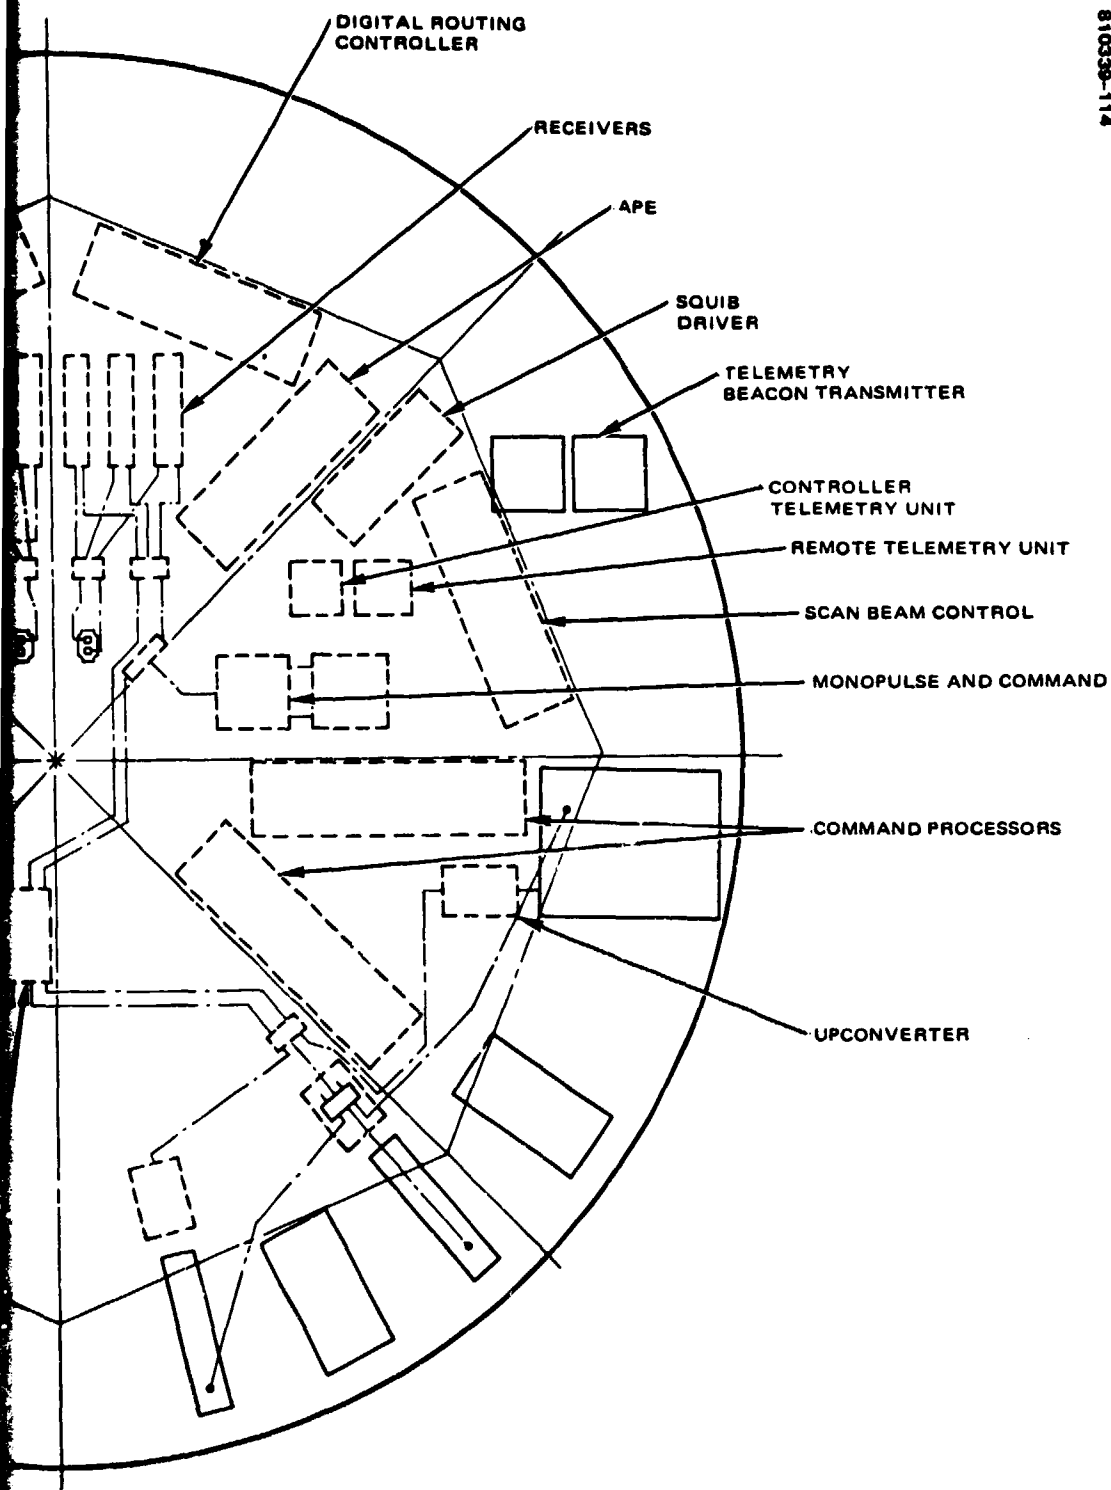 810339-114
DIGITAL ROUTING
CONTROLLER
RECEIVERS
APE
SQUIB
DRIVER
TELEMETRY
BEACON TRANSMITTER
CONTROLLER
TELEMETRY UNIT
REMOTE TELEMETRY UNIT
SCAN BEAM CONTROL
MONOPULSE AND COMMAND
COMMAND PROCESSORS
UPCONVERTER